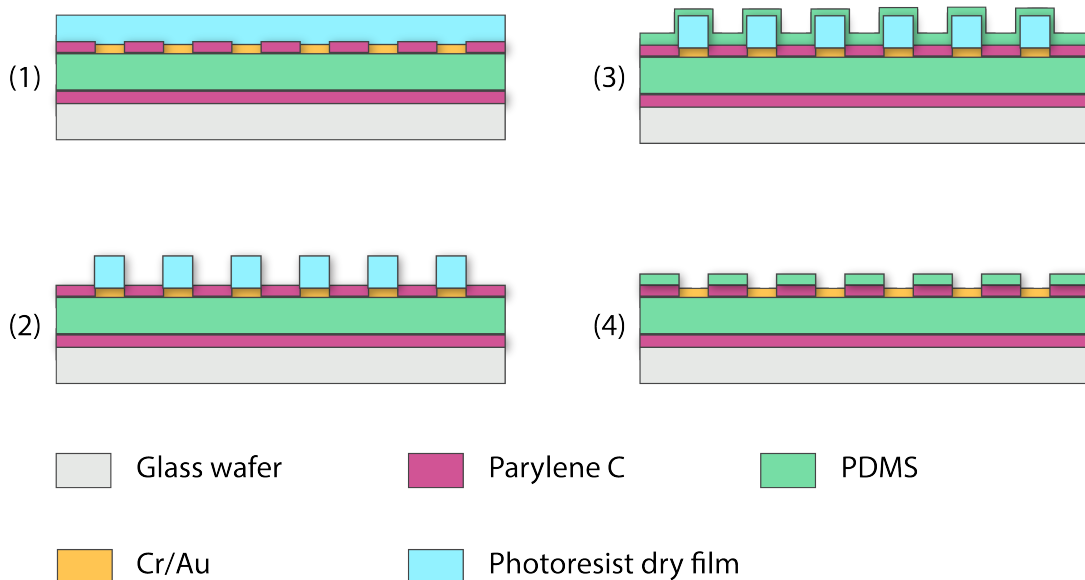 (1)
(3)
(2)
(4)
Glass wafer
Parylene C
PDMS
Cr/Au
Photoresist dry film